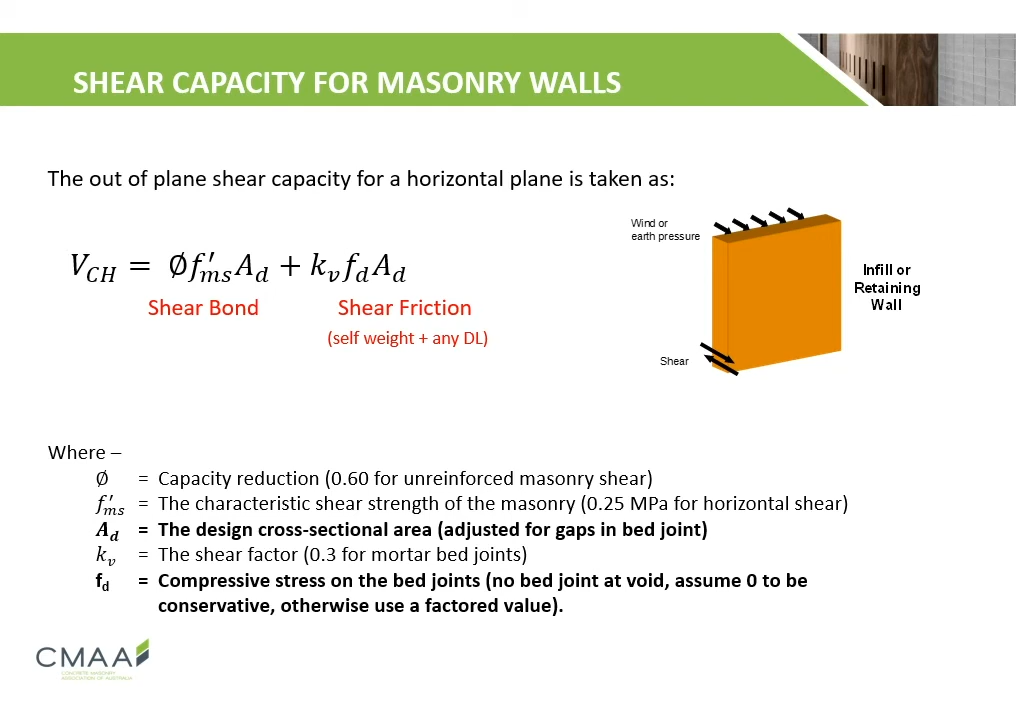 SHEAR CAPACITY FOR MASONRY WALLS
The out of plane shear capacity for a horizontal plane is taken as:
V_CH = ∅f′_ms A_d + k_v f_d A_d
Shear Bond
Shear Friction
(self weight + any DL)
Wind or
earth pressure
Shear
Infill or
Retaining
Wall
Where –
∅ = Capacity reduction (0.60 for unreinforced masonry shear)
f′_ms = The characteristic shear strength of the masonry (0.25 MPa for horizontal shear)
A_d = The design cross-sectional area (adjusted for gaps in bed joint)
k_v = The shear factor (0.3 for mortar bed joints)
f_d = Compressive stress on the bed joints (no bed joint at void, assume 0 to be
conservative, otherwise use a factored value).
CMAA
CONCRETE MASONRY
ASSOCIATION OF AUSTRALIA